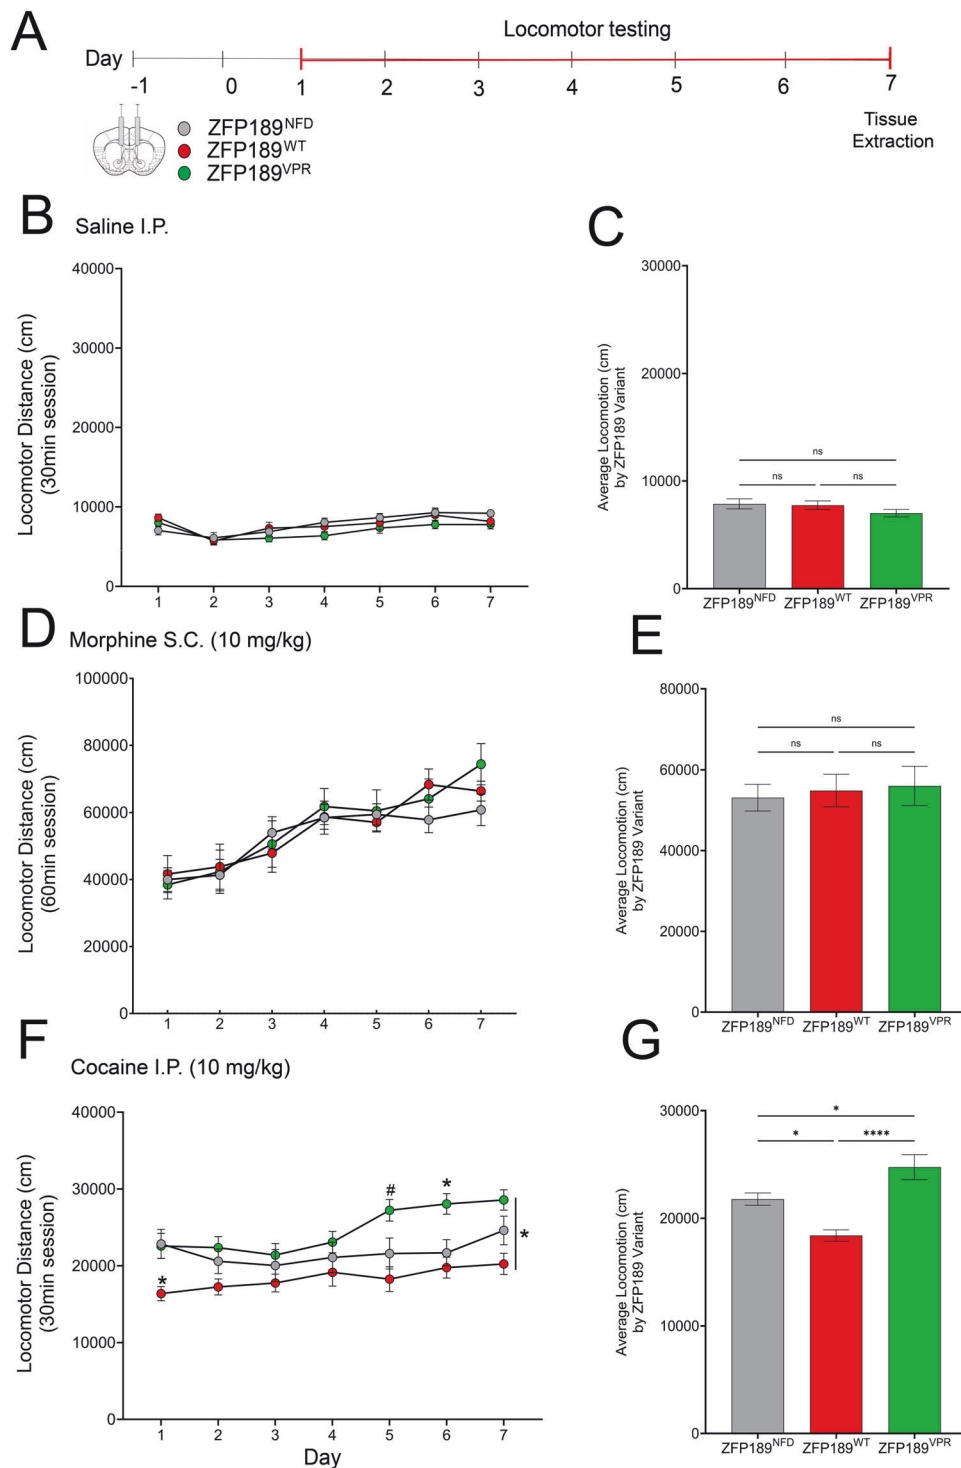 A
Locomotor testing
Day
-1 0 1 2 3 4 5 6 7
Tissue
Extraction
ZFP189NFD
ZFP189WT
ZFP189VPR
B
Saline I.P.
Locomotor Distance (cm)
(30min session)
40000
30000
20000
10000
0
1 2 3 4 5 6 7
C
Average Locomotion (cm)
by ZFP189 Variant
30000
20000
10000
0
ns
ns ns
ZFP189NFD ZFP189WT ZFP189VPR
D
Morphine S.C. (10 mg/kg)
Locomotor Distance (cm)
(60min session)
100000
80000
60000
40000
20000
0
1 2 3 4 5 6 7
E
Average Locomotion (cm)
by ZFP189 Variant
80000
60000
40000
20000
0
ns
ns ns
ZFP189NFD ZFP189WT ZFP189VPR
F
Cocaine I.P. (10 mg/kg)
Locomotor Distance (cm)
(30min session)
40000
30000
20000
10000
0
# *
*
*
1 2 3 4 5 6 7
Day
G
Average Locomotion (cm)
by ZFP189 Variant
30000
20000
10000
0
*
* ****
ZFP189NFD ZFP189WT ZFP189VPR